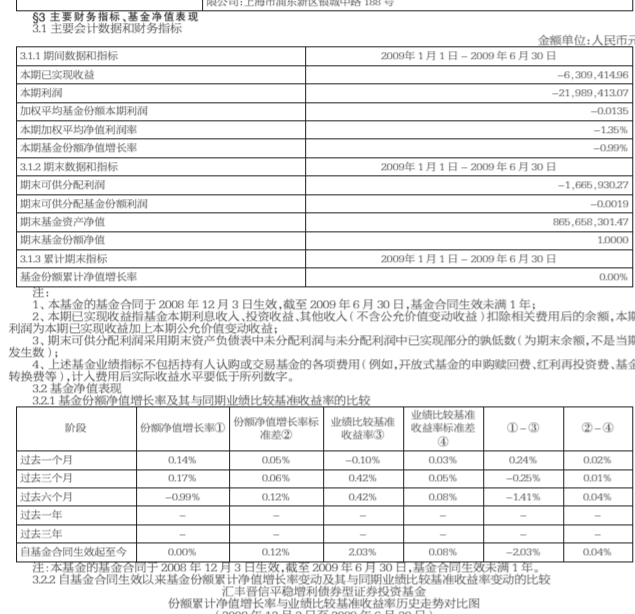 限公司:上海市浦东新区银城中路 188 号
§3 主要财务指标、基金净值表现
3.1 主要会计数据和财务指标
金额单位:人民币元
3.1.1 期间数据和指标 2009年1月1日－2009年6月30日
本期已实现收益 -6,309,414.96
本期利润 -21,989,413.07
加权平均基金份额本期利润 -0.0135
本期加权平均净值利润率 -1.35%
本期基金份额净值增长率 -0.99%
3.1.2 期末数据和指标 2009年1月1日－2009年6月30日
期末可供分配利润 -1,665,930.27
期末可供分配基金份额利润 -0.0019
期末基金资产净值 865,658,301.47
期末基金份额净值 1.0000
3.1.3 累计期末指标 2009年1月1日－2009年6月30日
基金份额累计净值增长率 0.00%
注:
1、本基金的基金合同于 2008 年 12 月 3 日生效,截至 2009 年 6 月 30 日,基金合同生效未满 1 年;
2、本期已实现收益指基金本期利息收入、投资收益、其他收入(不含公允价值变动收益)扣除相关费用后的余额,本期
利润为本期已实现收益加上本期公允价值变动收益;
3、期末可供分配利润采用期末资产负债表中未分配利润与未分配利润中已实现部分的孰低数(为期末余额,不是当期
发生数);
4、上述基金业绩指标不包括持有人认购或交易基金的各项费用(例如,开放式基金的申购赎回费、红利再投资费、基金
转换费等),计入费用后实际收益水平要低于所列数字。
3.2 基金净值表现
3.2.1 基金份额净值增长率及其与同期业绩比较基准收益率的比较
阶段 份额净值增长率① 份额净值增长率标准差② 业绩比较基准收益率③ 业绩比较基准收益率标准差④ ①－③ ②－④
过去一个月 0.14% 0.05% -0.10% 0.03% 0.24% 0.02%
过去三个月 0.17% 0.06% 0.42% 0.05% -0.25% 0.01%
过去六个月 -0.99% 0.12% 0.42% 0.08% -1.41% 0.04%
过去一年 - - - - - -
过去三年 - - - - - -
自基金合同生效起至今 0.00% 0.12% 2.03% 0.08% -2.03% 0.04%
注:本基金的基金合同于 2008 年 12 月 3 日生效,截至 2009 年 6 月 30 日,基金合同生效未满 1 年。
3.2.2 自基金合同生效以来基金份额累计净值增长率变动及其与同期业绩比较基准收益率变动的比较
汇丰晋信平稳增利债券型证券投资基金
份额累计净值增长率与业绩比较基准收益率历史走势对比图
(2008 年 12 月 3 日至 2009 年 6 月 30 日)